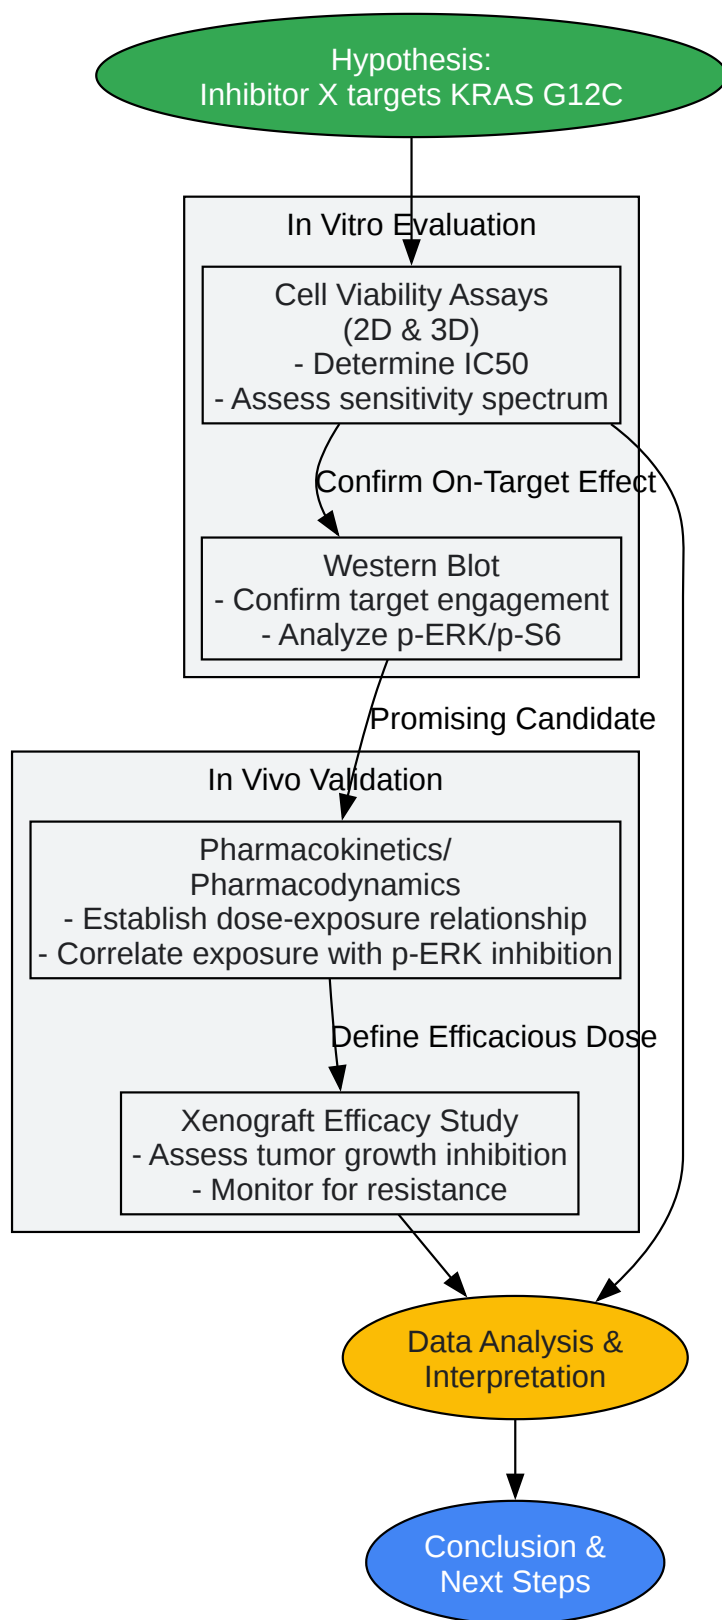 Hypothesis:
Inhibitor X targets KRAS G12C
In Vitro Evaluation
Cell Viability Assays
(2D & 3D)
- Determine IC50
- Assess sensitivity spectrum
Confirm On-Target Effect
Western Blot
- Confirm target engagement
- Analyze p-ERK/p-S6
Promising Candidate
In Vivo Validation
Pharmacokinetics/
Pharmacodynamics
- Establish dose-exposure relationship
- Correlate exposure with p-ERK inhibition
Define Efficacious Dose
Xenograft Efficacy Study
- Assess tumor growth inhibition
- Monitor for resistance
Data Analysis &
Interpretation
Conclusion &
Next Steps